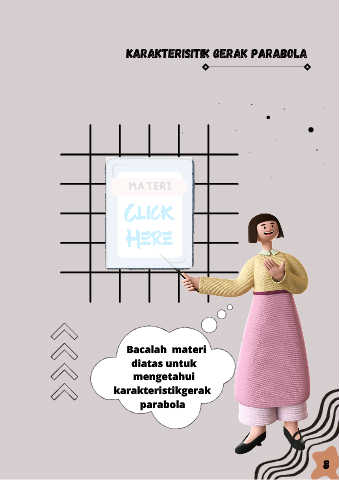 KARAKTERISITIK GERAK PARABOLA
MATERI
CLICK
HERE
Bacalah materi
diatas untuk
mengetahui
karakteristikgerak
parabola
8